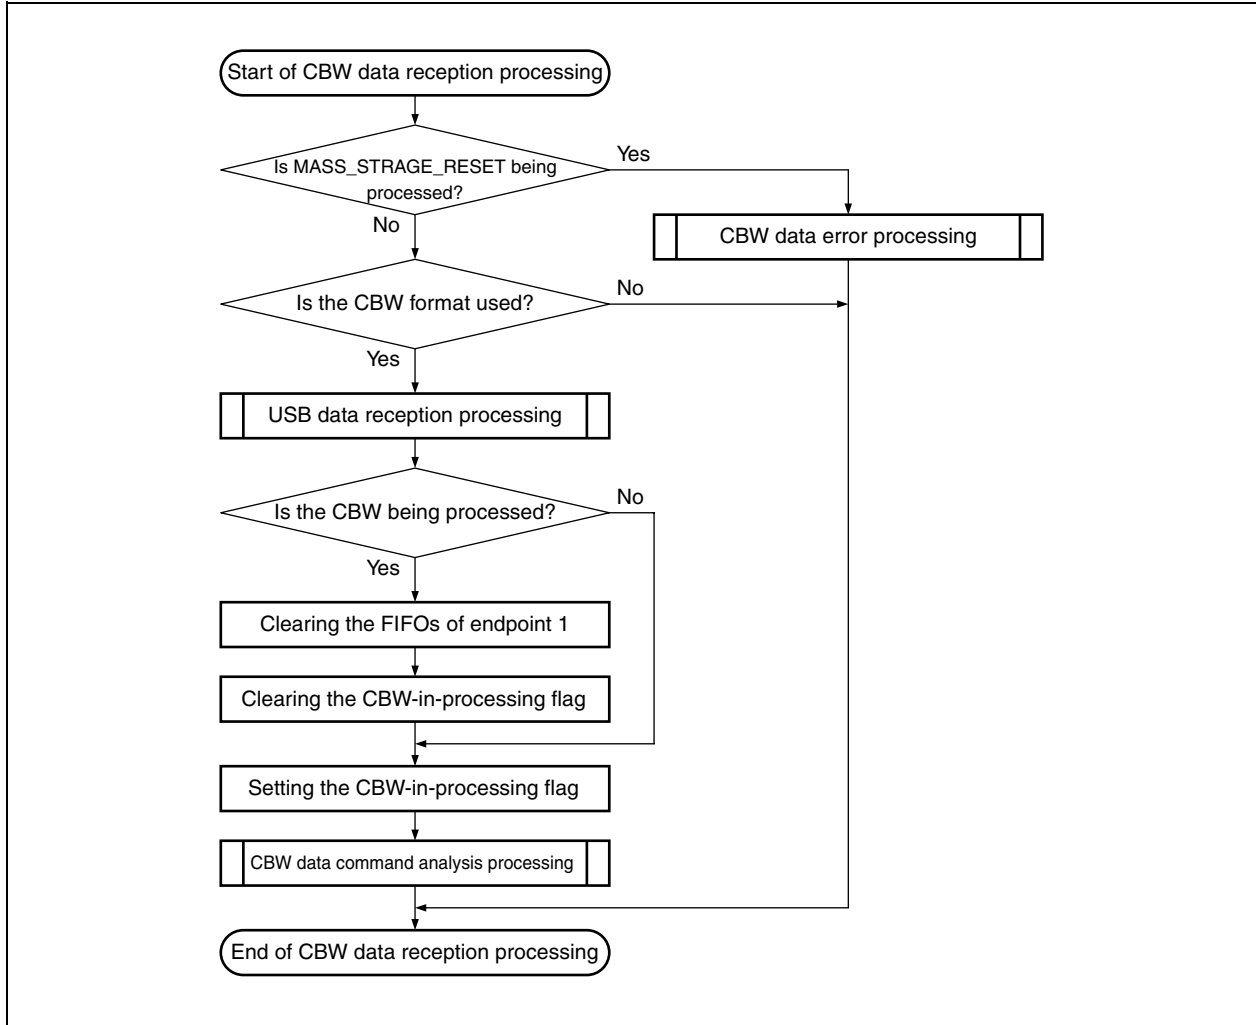 Start of CBW data reception processing
Is MASS_STRAGE_RESET being
processed?
Yes
No
CBW data error processing
Is the CBW format used?
No
Yes
USB data reception processing
Is the CBW being processed?
No
Yes
Clearing the FIFOs of endpoint 1
Clearing the CBW-in-processing flag
Setting the CBW-in-processing flag
CBW data command analysis processing
End of CBW data reception processing